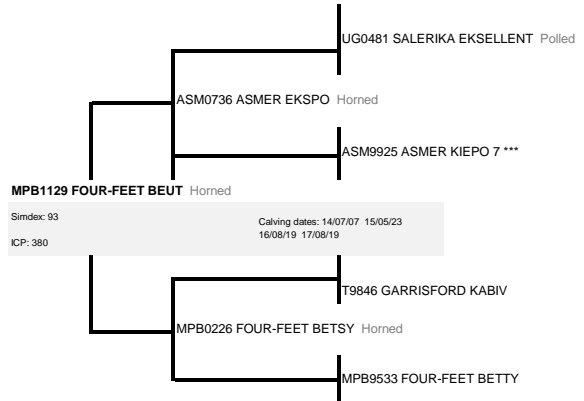 UG0481 SALERIKA EKSELLENT Polled
ASM0736 ASMER EKSPO Horned
ASM9925 ASMER KIEPO 7 ***
MPB1129 FOUR-FEET BEUT Horned
Simdex: 93
Calving dates: 14/07/07 15/05/23
16/08/19 17/08/19
ICP: 380
T9846 GARRISFORD KABIV
MPB0226 FOUR-FEET BETSY Horned
MPB9533 FOUR-FEET BETTY